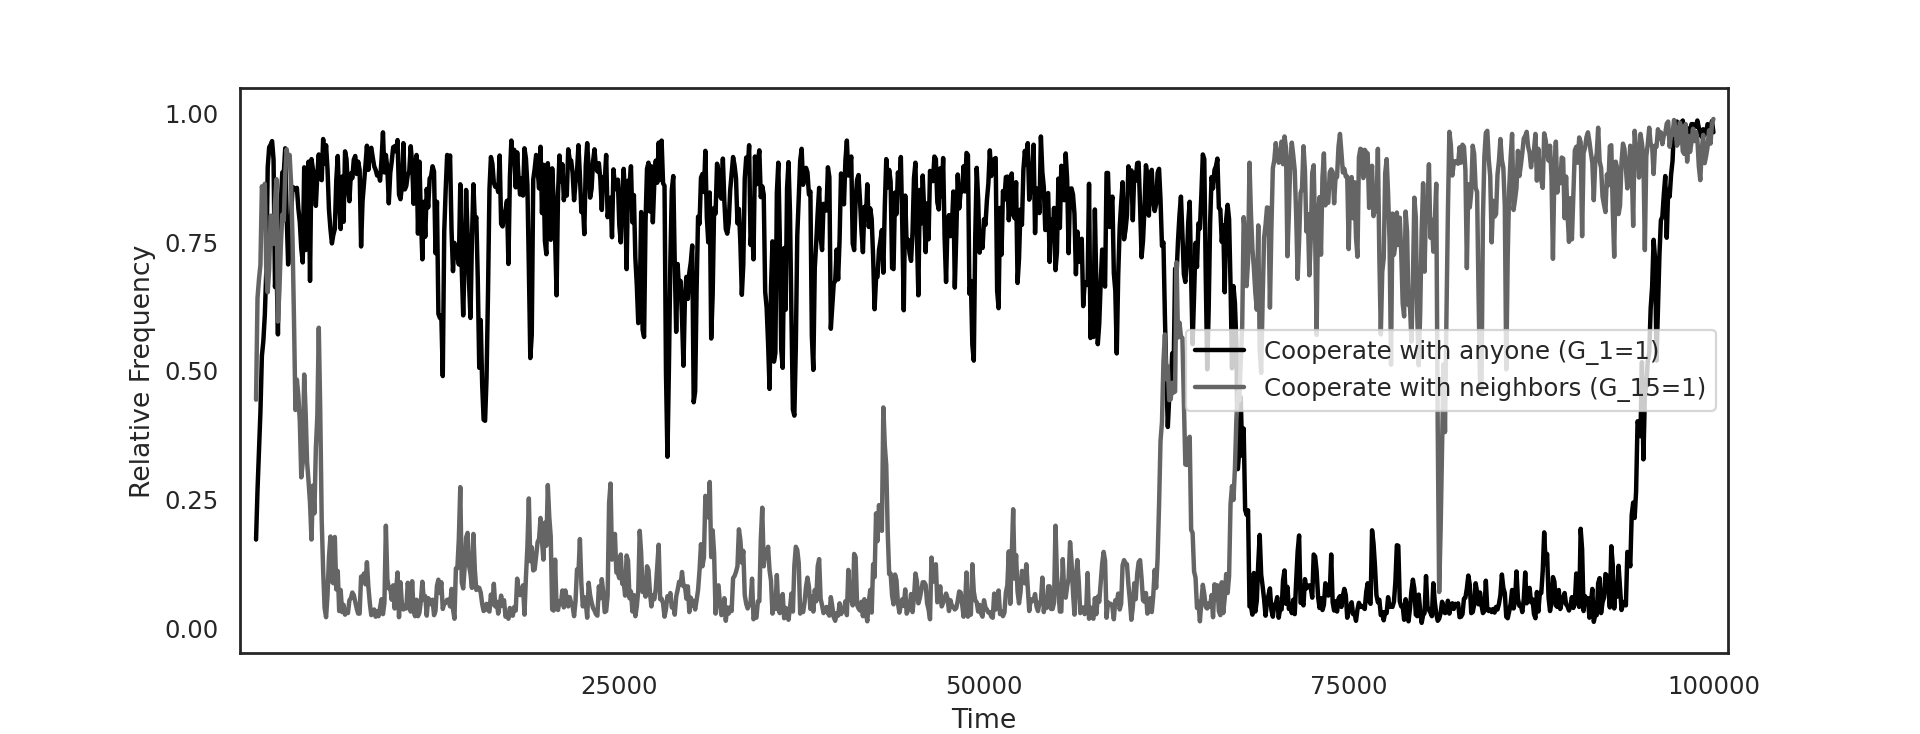 1.00
0.75
0.50
0.25
0.00
Relative Frequency
Cooperate with anyone (G_1=1)
Cooperate with neighbors (G_15=1)
25000
50000
75000
100000
Time